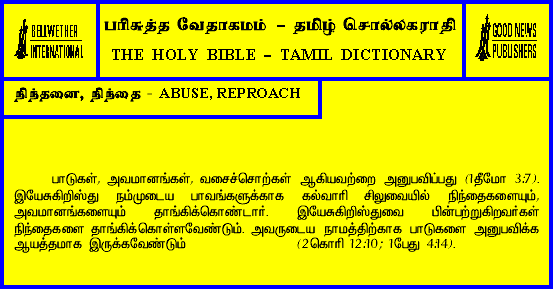 BELLWETHER
INTERNATIONAL
பரிசுத்த வேதாகமம் – தமிழ் சொல்லகராதி
THE HOLY BIBLE – TAMIL DICTIONARY
GOOD NEWS
PUBLISHERS
நிந்தனை, நிந்தை - ABUSE, REPROACH
பாடுகள், அவமானங்கள், வசைச்சொற்கள் ஆகியவற்றை அனுபவிப்பது (1தீமோ 3:7).
இயேசுகிறிஸ்து நம்முடைய பாவங்களுக்காக கல்வாரி சிலுவையில் நிந்தைகளையும்,
அவமானங்களையும் தாங்கிக்கொண்டார். இயேசுகிறிஸ்துவை பின்பற்றுகிறவர்கள்
நிந்தைகளை தாங்கிக்கொள்ளவேண்டும். அவருடைய நாமத்திற்காக பாடுகளை அனுபவிக்க
ஆயத்தமாக இருக்கவேண்டும் (2கொரி 12:10; 1பேது 4:14).